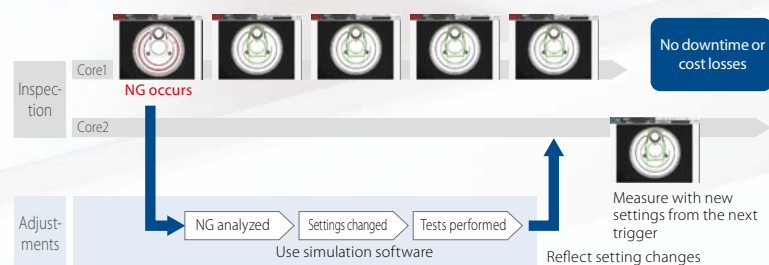 No downtime or
cost losses
Inspec-
tion
Core1
NG occurs
Core2
Measure with new
settings from the next
trigger
Adjust-
ments
NG analyzed
Settings changed
Tests performed
Use simulation software
Reflect setting changes